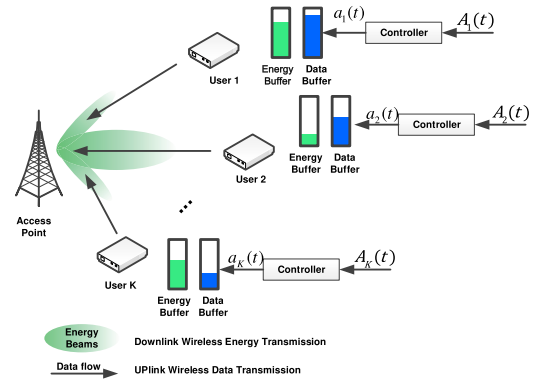 a₁(t)
A₁(t)
Controller
User 1
Energy Buffer
Data Buffer
a₂(t)
A₂(t)
Controller
User 2
Energy Buffer
Data Buffer
Access Point
...
a_K(t)
A_K(t)
Controller
User K
Energy Buffer
Data Buffer
Energy Beams
Downlink Wireless Energy Transmission
Data flow
UPlink Wireless Data Transmission